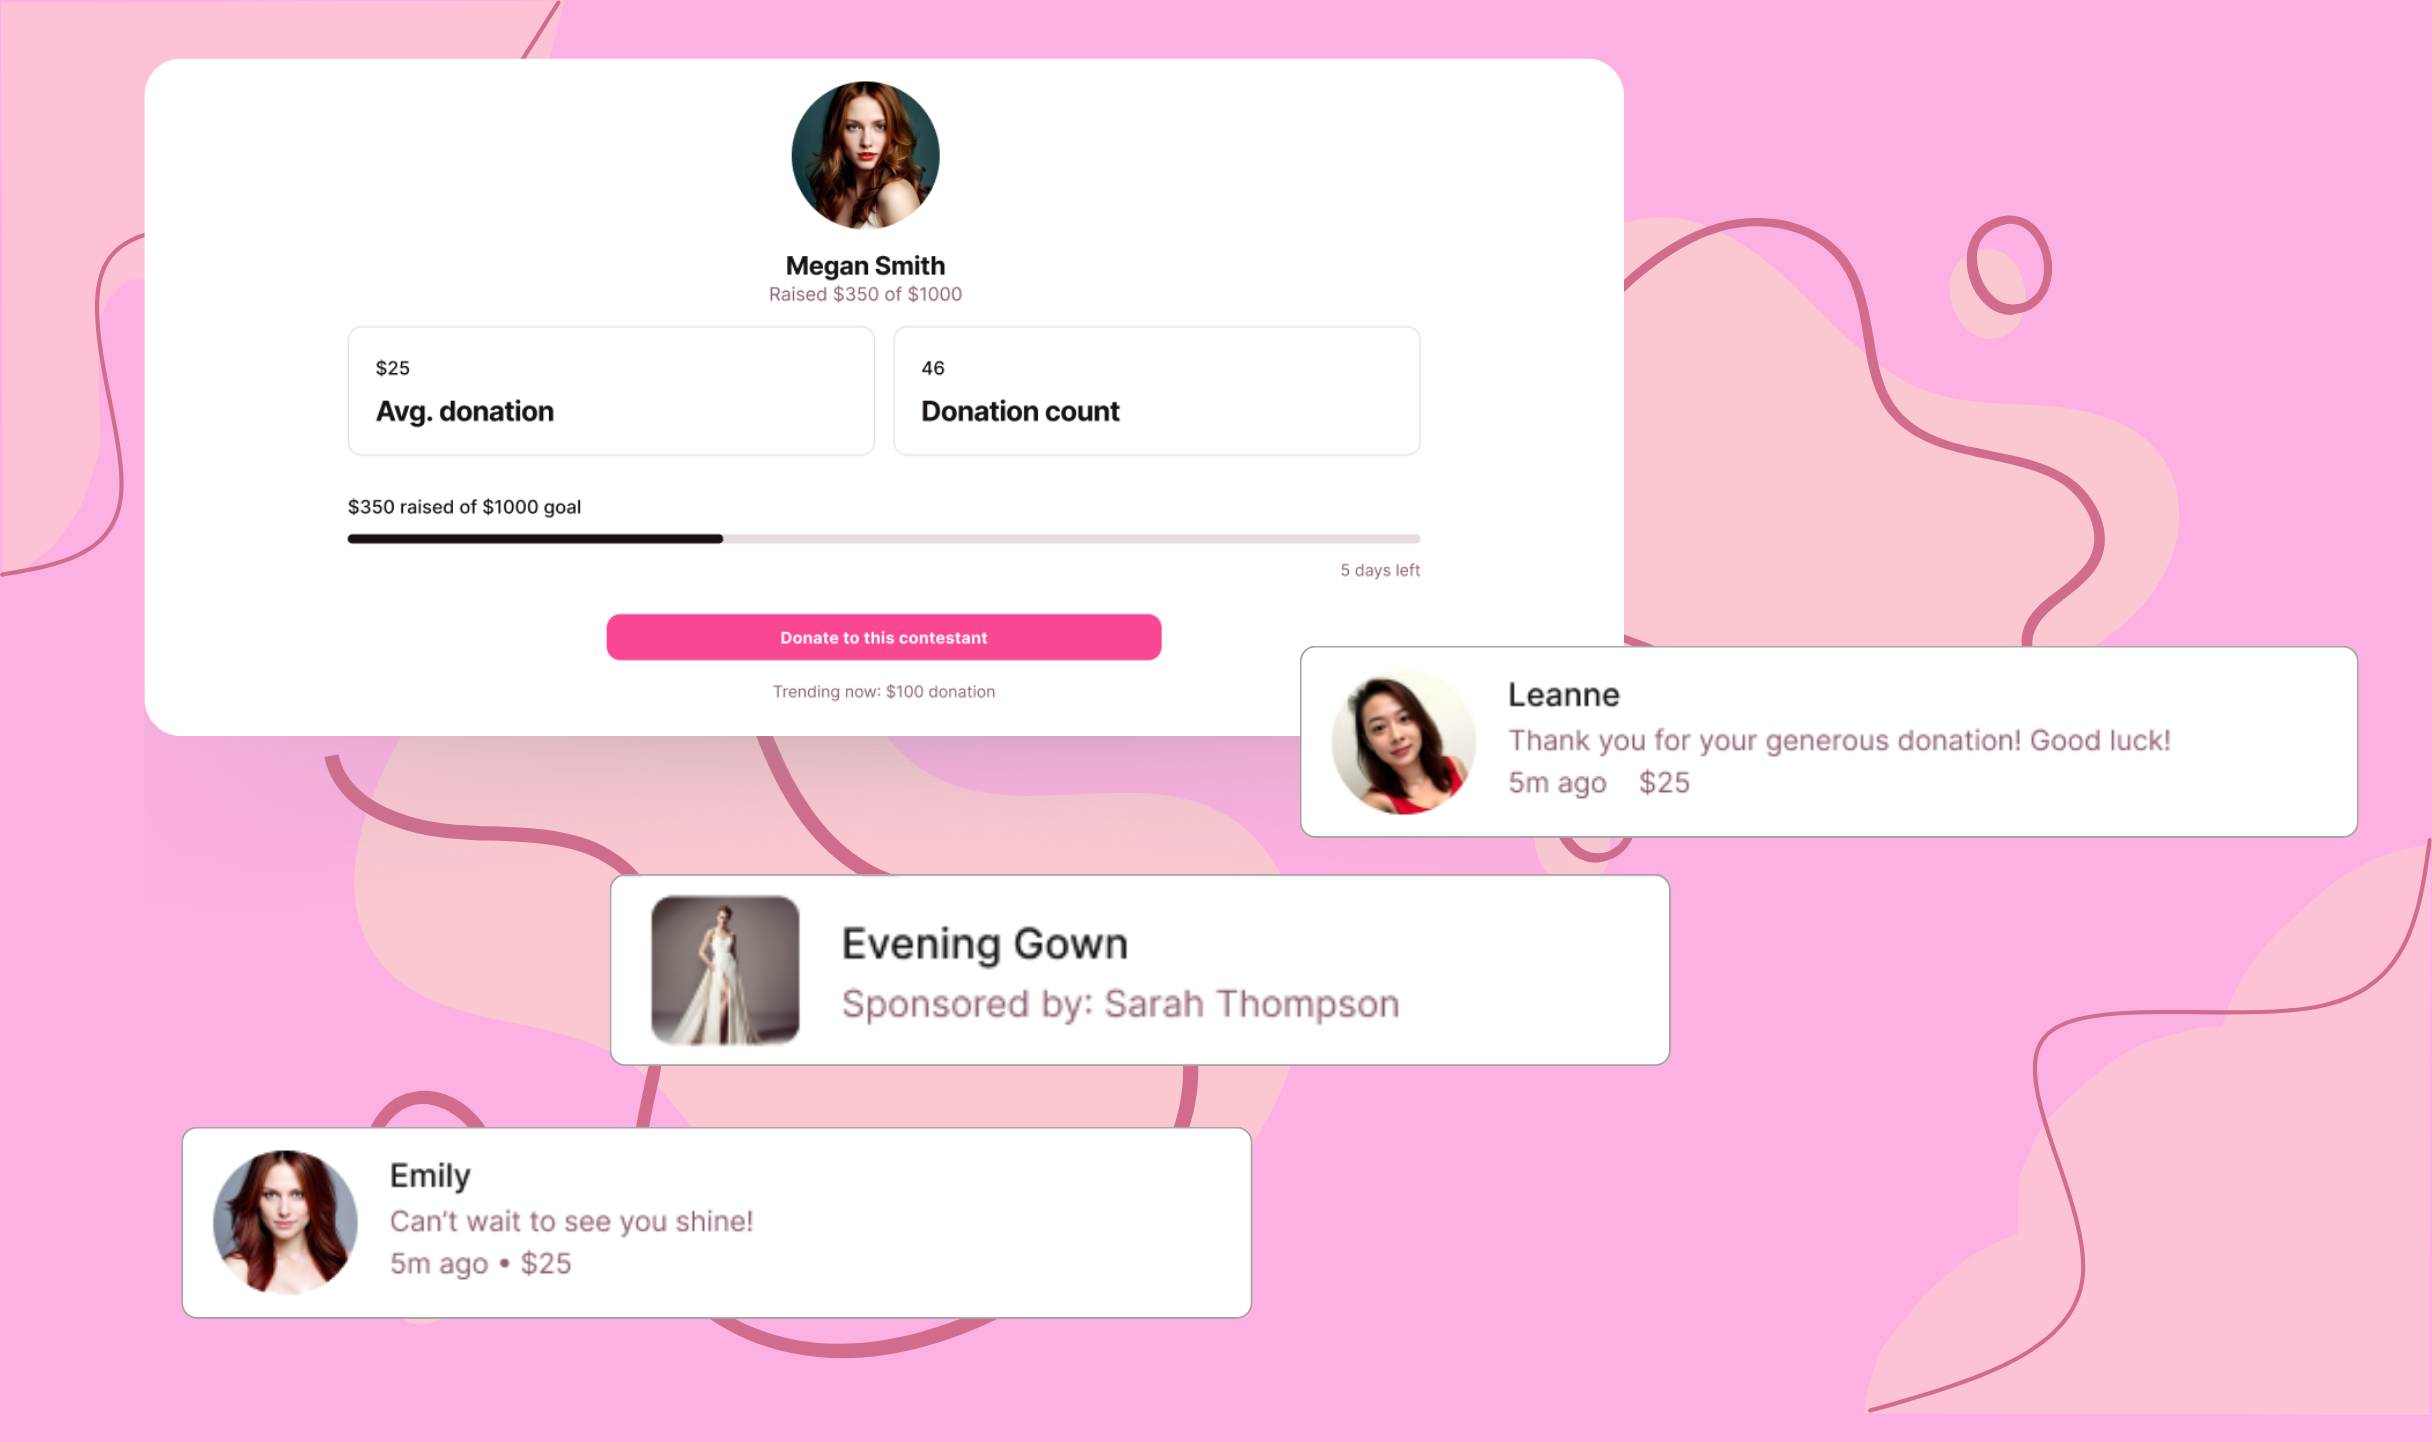 Megan Smith
Raised $350 of $1000
$25
Avg. donation
46
Donation count
$350 raised of $1000 goal
5 days left
Donate to this contestant
Trending now: $100 donation
Leanne
Thank you for your generous donation! Good luck!
5m ago $25
Evening Gown
Sponsored by: Sarah Thompson
Emily
Can't wait to see you shine!
5m ago • $25